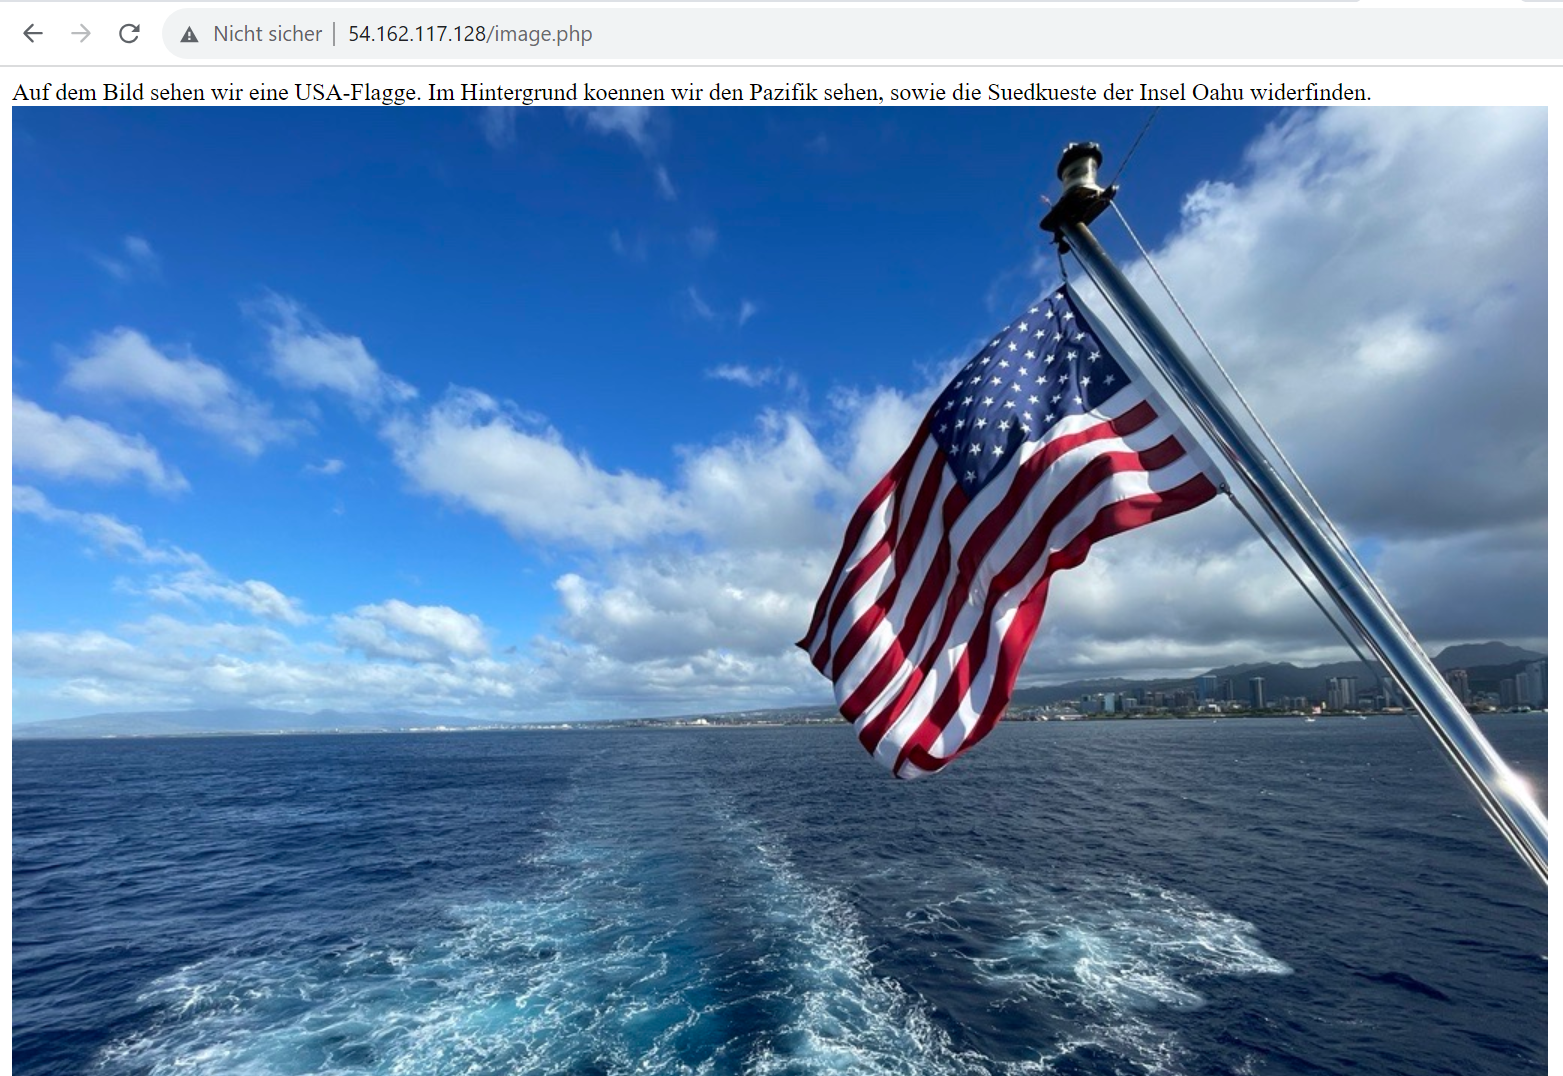 Nicht sicher | 54.162.117.128/image.php
Auf dem Bild sehen wir eine USA-Flagge. Im Hintergrund koennen wir den Pazifik sehen, sowie die Suedkueste der Insel Oahu widerfinden.